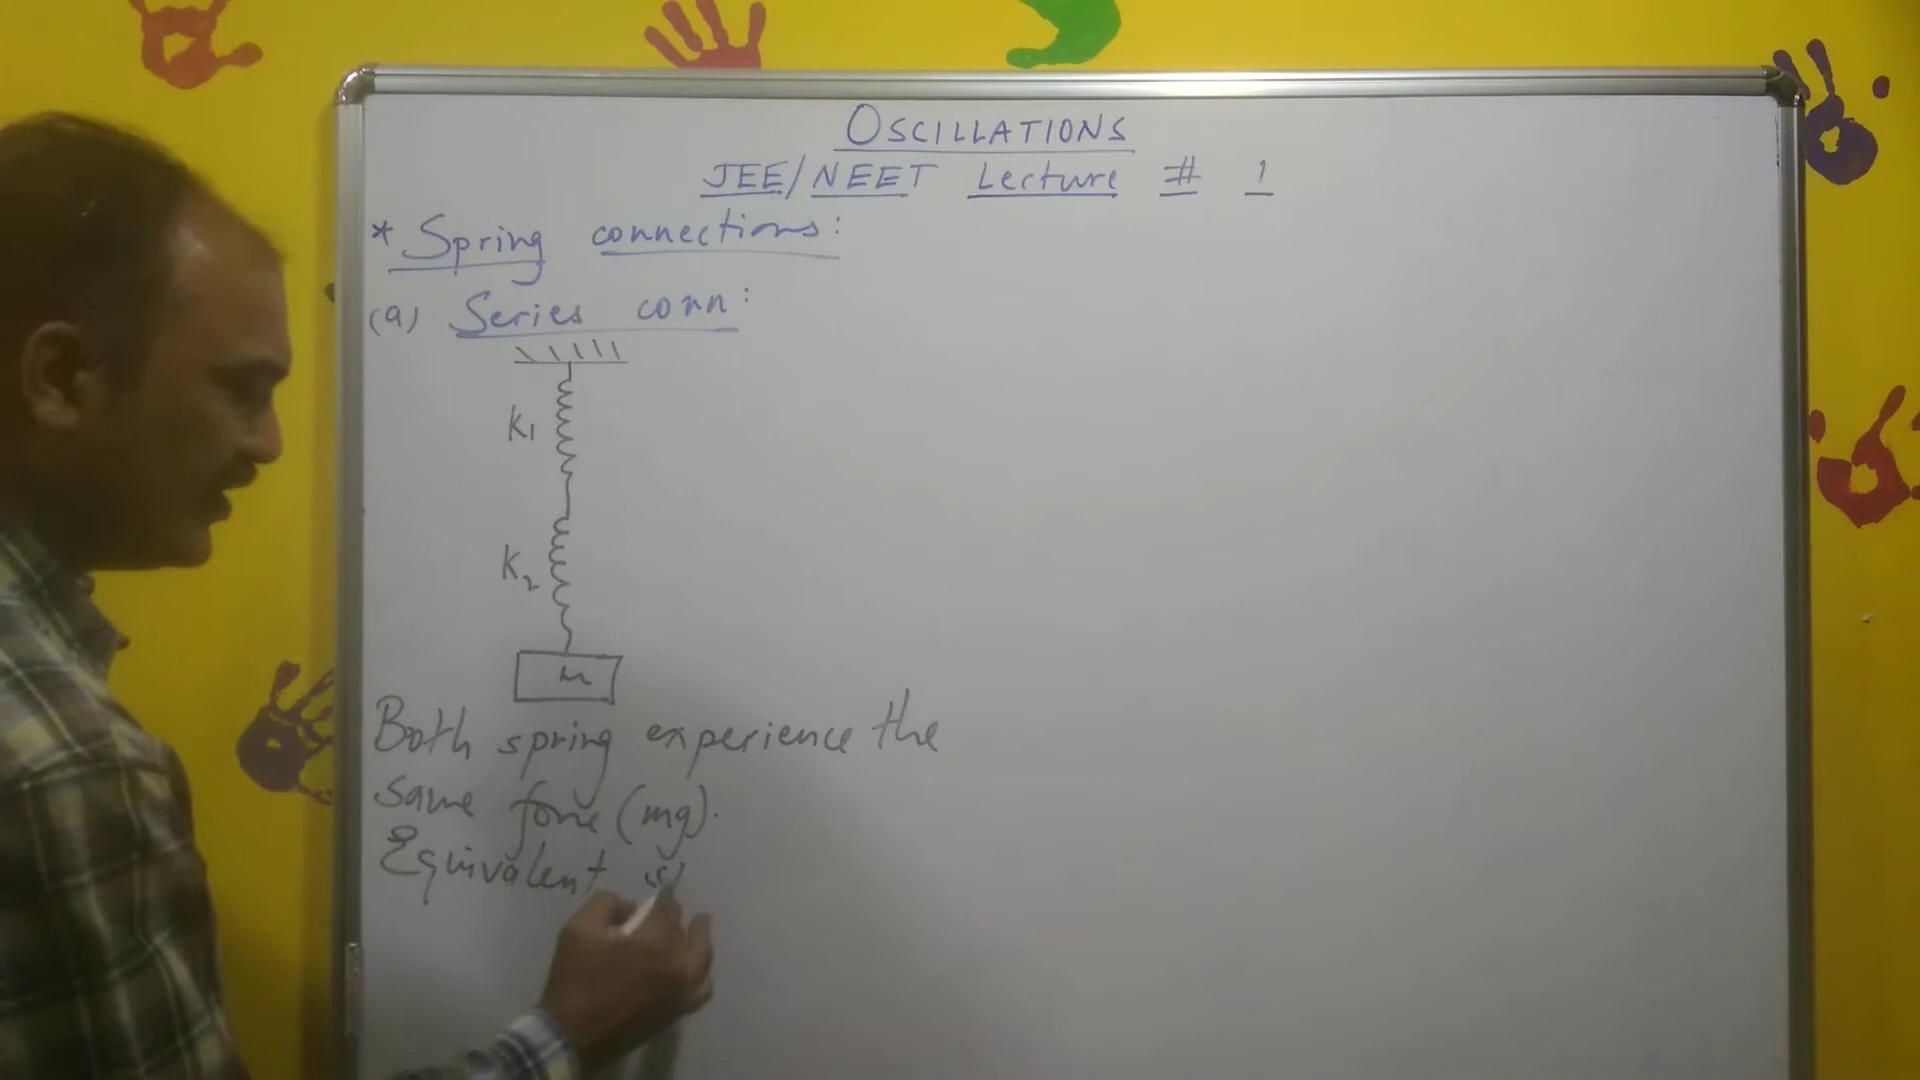 OSCILLATIONS
JEE/NEET Lecture # 1
* Spring connections:
(a) Series conn:
K1
K2
m
Both spring experience the
same force (mg).
Equivalent